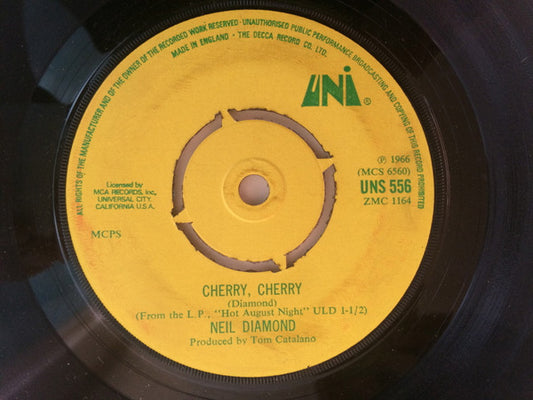 ALL RIGHTS OF THE MANUFACTURER AND OF THE OWNER OF THE RECORDED WORK RESERVED · UNAUTHORISED PUBLIC PERFORMANCE BROADCASTING AND COPYING OF THIS RECORD PROHIBITED
MADE IN ENGLAND · THE DECCA RECORD CO. LTD.
UNI ®
℗ 1966
(MCS 6560)
UNS 556
ZMC 1164
Licensed by
MCA RECORDS, INC.,
UNIVERSAL CITY,
CALIFORNIA U.S.A.
MCPS
CHERRY, CHERRY
(Diamond)
(From the L.P., "Hot August Night" ULD 1-1/2)
NEIL DIAMOND
Produced by Tom Catalano